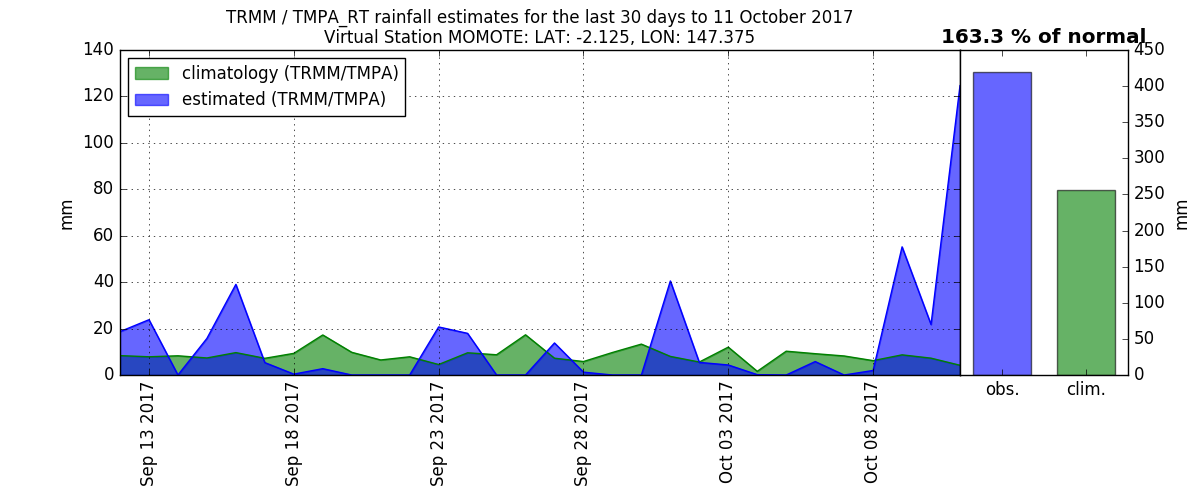 TRMM / TMPA_RT rainfall estimates for the last 30 days to 11 October 2017
Virtual Station MOMOTE: LAT: -2.125, LON: 147.375
163.3 % of normal
climatology (TRMM/TMPA)
estimated (TRMM/TMPA)
mm
140
120
100
80
60
40
20
0
Sep 13 2017
Sep 18 2017
Sep 23 2017
Sep 28 2017
Oct 03 2017
Oct 08 2017
obs.
clim.
450
400
350
300
250
200
150
100
50
0
mm